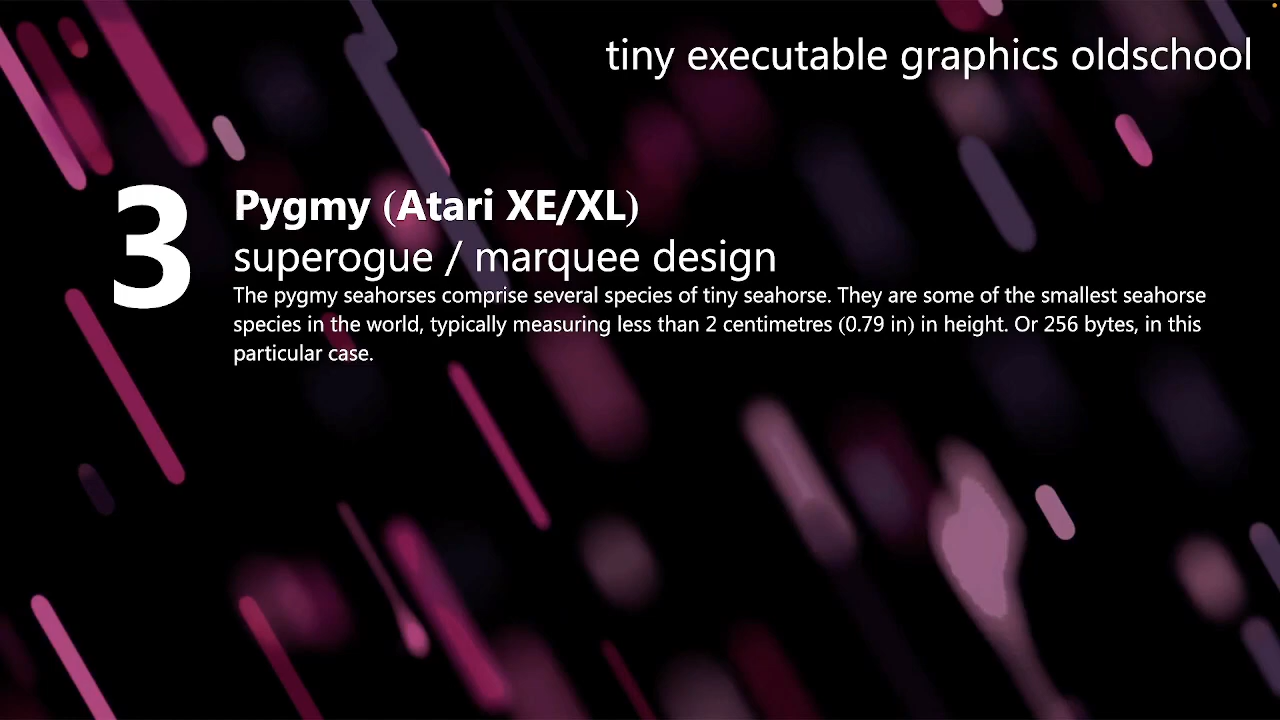 tiny executable graphics oldschool
3
Pygmy (Atari XE/XL)
superogue / marquee design
The pygmy seahorses comprise several species of tiny seahorse. They are some of the smallest seahorse
species in the world, typically measuring less than 2 centimetres (0.79 in) in height. Or 256 bytes, in this
particular case.